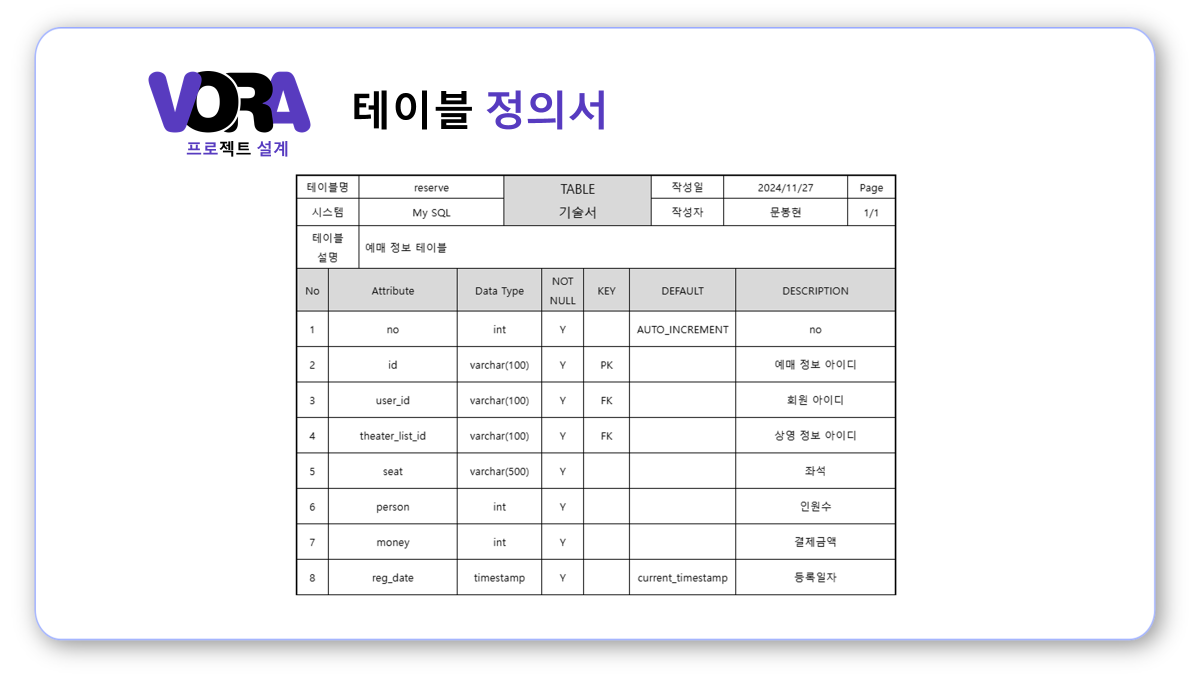 VORA
프로젝트 설계
테이블 정의서
테이블명 reserve TABLE 기술서 작성일 2024/11/27 Page
시스템 My SQL 작성자 문봉현 1/1
테이블 설명 예매 정보 테이블
No Attribute Data Type NOT NULL KEY DEFAULT DESCRIPTION
1 no int Y AUTO_INCREMENT no
2 id varchar(100) Y PK 예매 정보 아이디
3 user_id varchar(100) Y FK 회원 아이디
4 theater_list_id varchar(100) Y FK 상영 정보 아이디
5 seat varchar(500) Y 좌석
6 person int Y 인원수
7 money int Y 결제금액
8 reg_date timestamp Y current_timestamp 등록일자